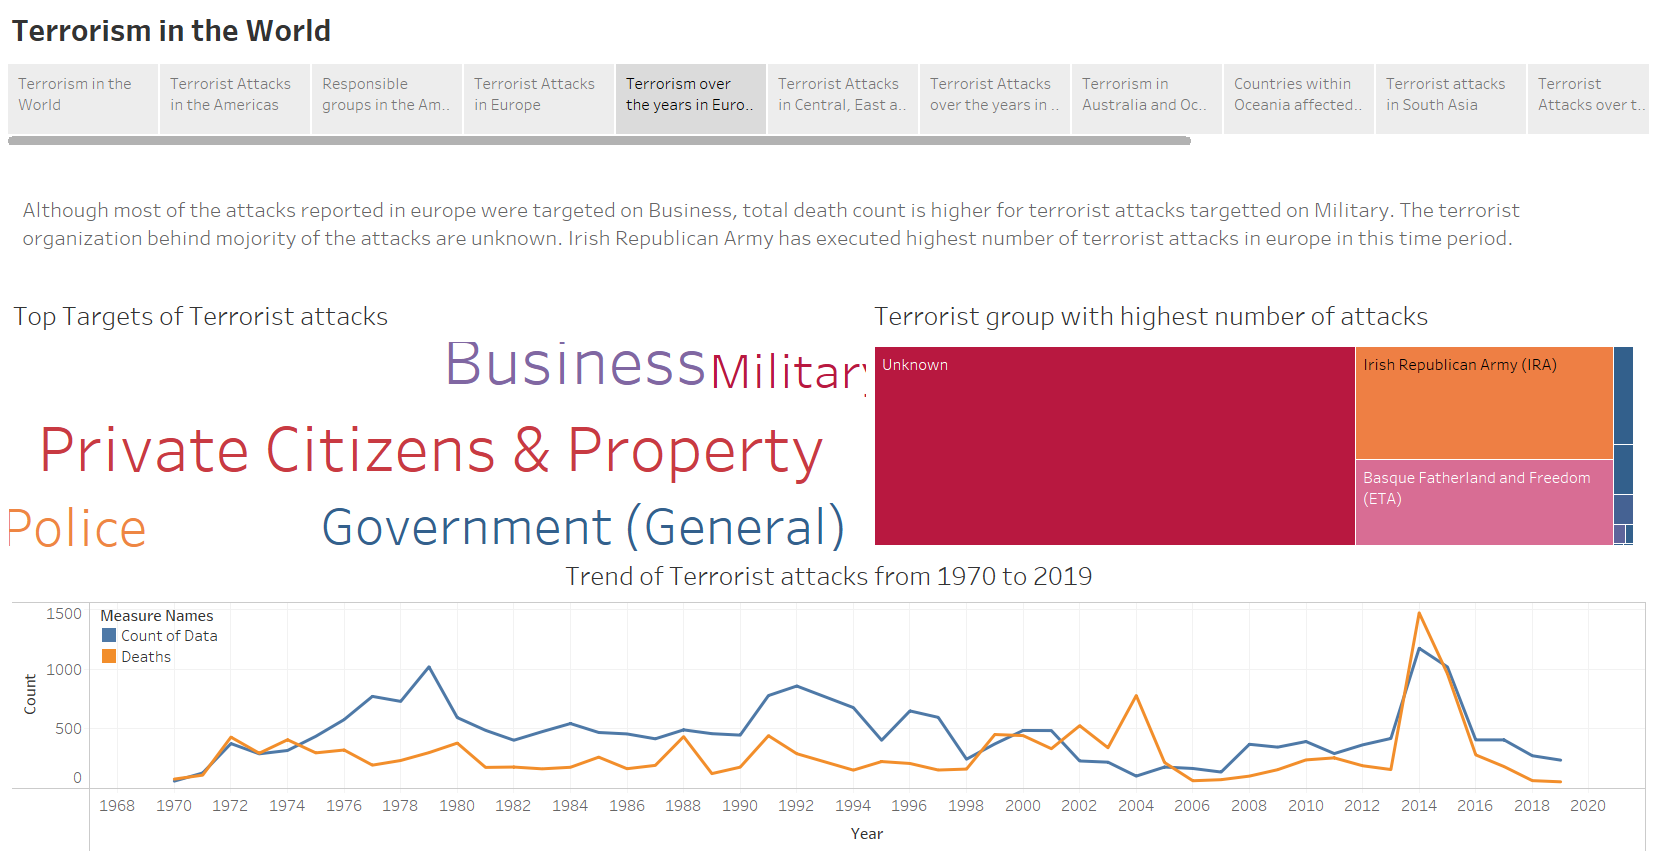 Terrorism in the World
Terrorism in the
World
Terrorist Attacks
in the Americas
Responsible
groups in the Am..
Terrorist Attacks
in Europe
Terrorism over
the years in Euro..
Terrorist Attacks
in Central, East a..
Terrorist Attacks
over the years in ..
Terrorism in
Australia and Oc..
Countries within
Oceania affected..
Terrorist attacks
in South Asia
Terrorist
Attacks over t..
Although most of the attacks reported in europe were targeted on Business, total death count is higher for terrorist attacks targetted on Military. The terrorist
organization behind mojority of the attacks are unknown. Irish Republican Army has executed highest number of terrorist attacks in europe in this time period.
Top Targets of Terrorist attacks
Business
Military
Private Citizens & Property
Police
Government (General)
Terrorist group with highest number of attacks
Unknown
Irish Republican Army (IRA)
Basque Fatherland and Freedom
(ETA)
Trend of Terrorist attacks from 1970 to 2019
Measure Names
Count of Data
Deaths
1500
1000
500
0
Count
1968 1970 1972 1974 1976 1978 1980 1982 1984 1986 1988 1990 1992 1994 1996 1998 2000 2002 2004 2006 2008 2010 2012 2014 2016 2018 2020
Year